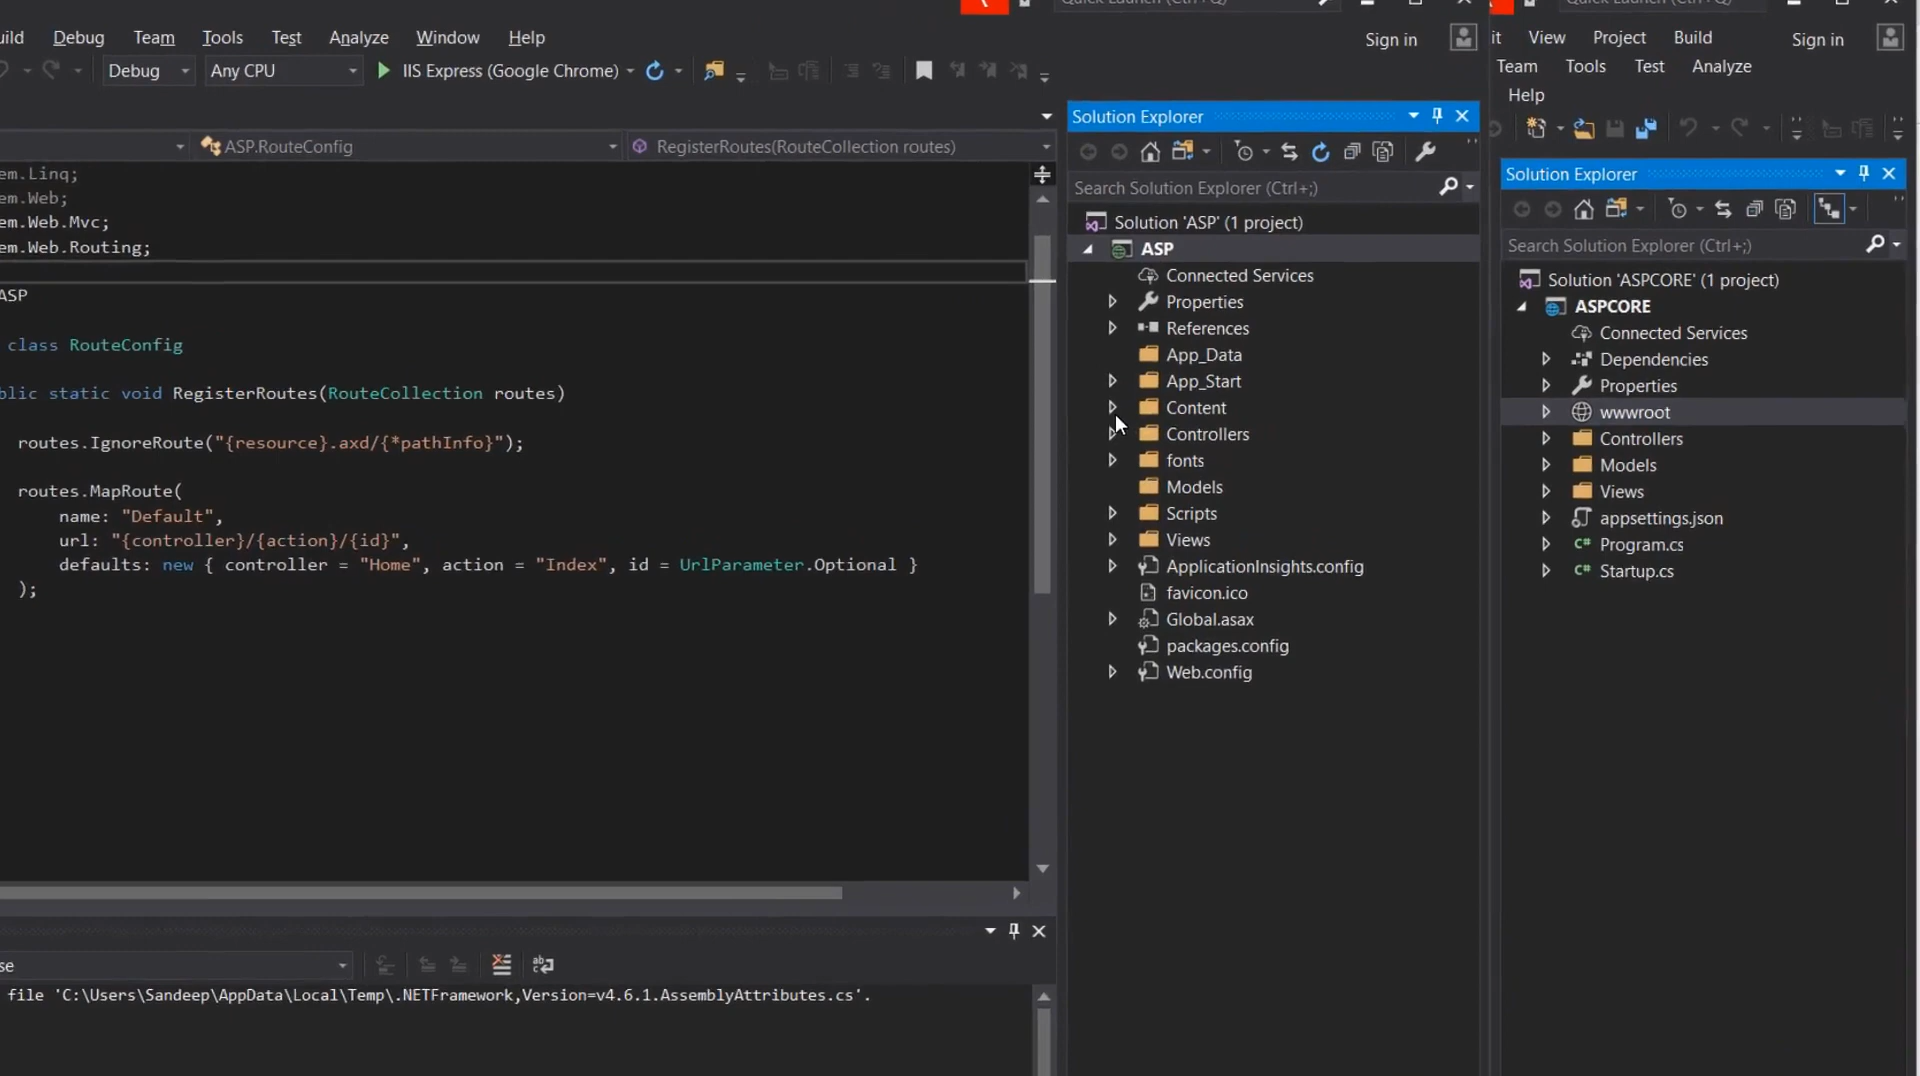 Quick Launch (Ctrl+Q)
Quick Launch (Ctrl+Q)
uild Debug Team Tools Test Analyze Window Help
Sign in
it View Project Build
Sign in
Team Tools Test Analyze
Help
Debug Any CPU IIS Express (Google Chrome)
ASP.RouteConfig RegisterRoutes(RouteCollection routes)
em.Linq;
em.Web;
em.Web.Mvc;
em.Web.Routing;
ASP
class RouteConfig
blic static void RegisterRoutes(RouteCollection routes)
routes.IgnoreRoute("{resource}.axd/{*pathInfo}");
routes.MapRoute(
name: "Default",
url: "{controller}/{action}/{id}",
defaults: new { controller = "Home", action = "Index", id = UrlParameter.Optional }
);
se
file 'C:\Users\Sandeep\AppData\Local\Temp\.NETFramework,Version=v4.6.1.AssemblyAttributes.cs'.
Solution Explorer
Search Solution Explorer (Ctrl+;)
Solution 'ASP' (1 project)
ASP
Connected Services
Properties
References
App_Data
App_Start
Content
Controllers
fonts
Models
Scripts
Views
ApplicationInsights.config
favicon.ico
Global.asax
packages.config
Web.config
Solution Explorer
Search Solution Explorer (Ctrl+;)
Solution 'ASPCORE' (1 project)
ASPCORE
Connected Services
Dependencies
Properties
wwwroot
Controllers
Models
Views
appsettings.json
C# Program.cs
C# Startup.cs